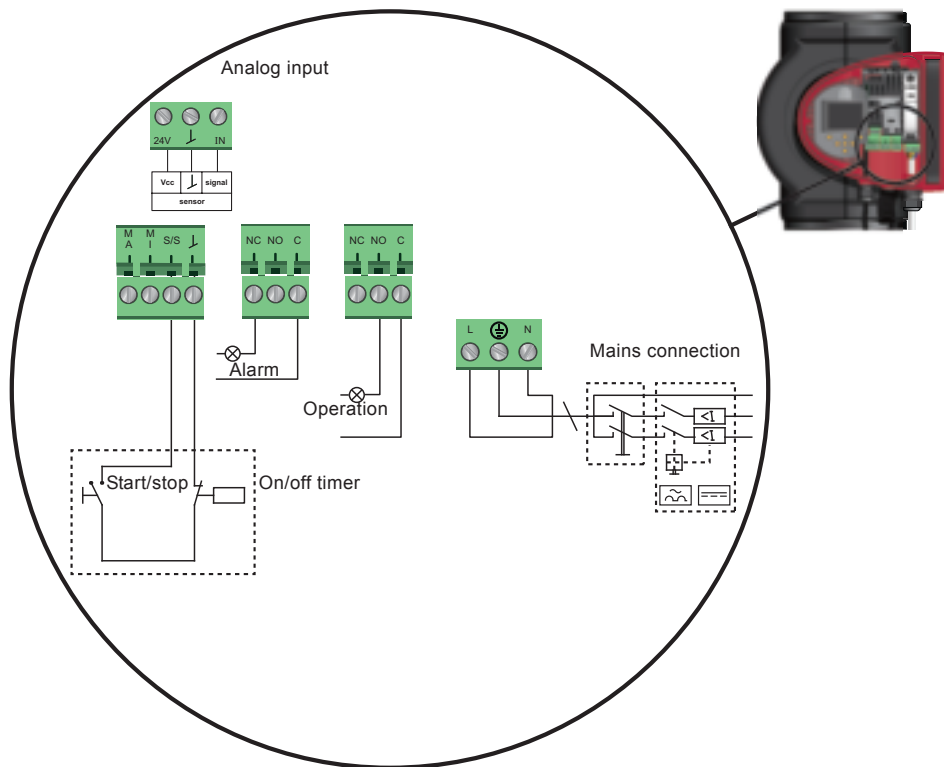 Analog input
24V IN
Vcc signal
sensor
M A M I S/S
NC NO C
NC NO C
Alarm
Operation
L N
Mains connection
<I
<I
Start/stop
On/off timer